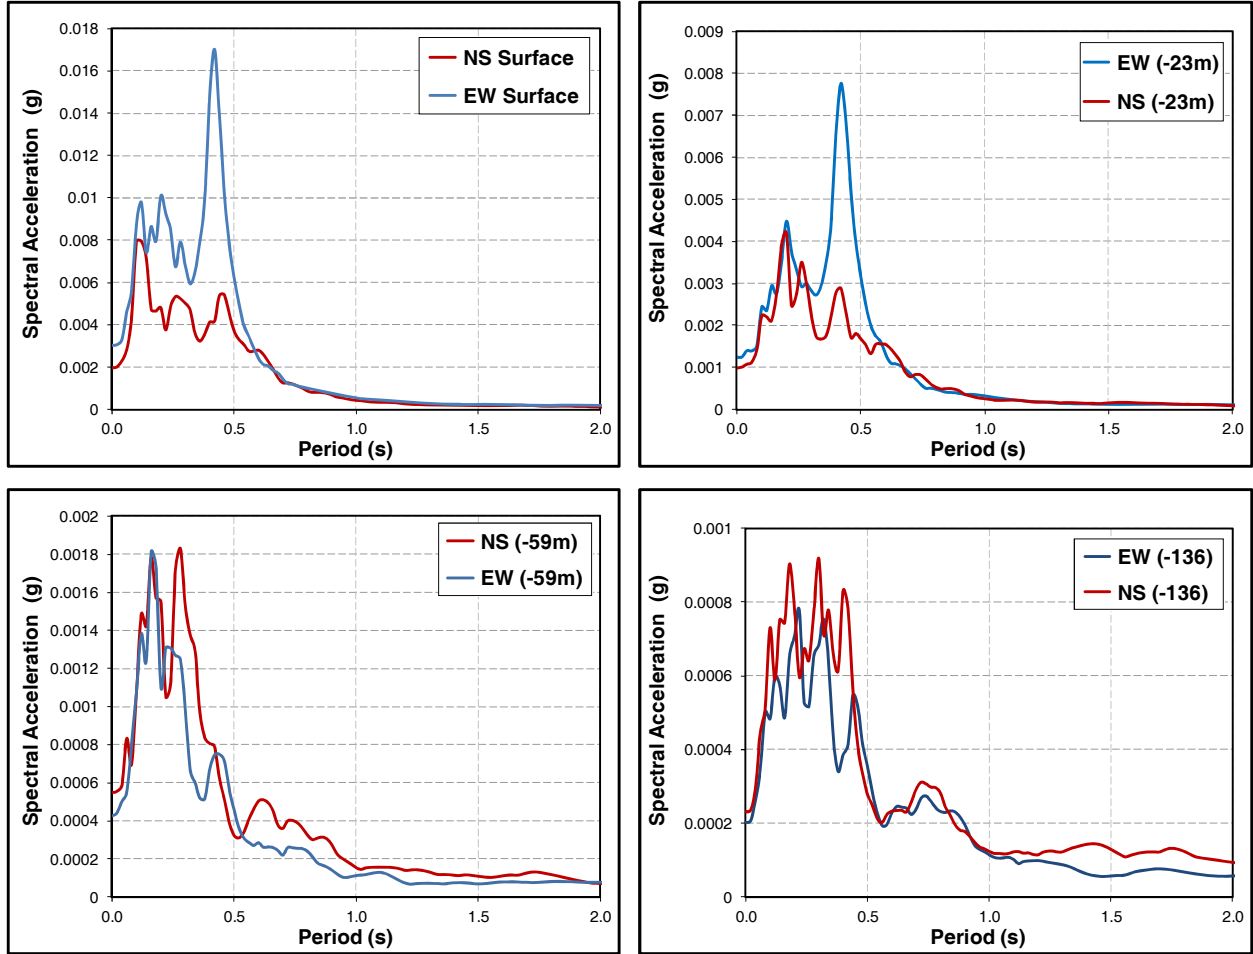 0.018
0.016
0.014
0.012
0.01
0.008
0.006
0.004
0.002
0
Spectral Acceleration (g)
NS Surface
EW Surface
0.0 0.5 1.0 1.5 2.0
Period (s)
0.009
0.008
0.007
0.006
0.005
0.004
0.003
0.002
0.001
0
Spectral Acceleration (g)
EW (-23m)
NS (-23m)
0.0 0.5 1.0 1.5 2.0
Period (s)
0.002
0.0018
0.0016
0.0014
0.0012
0.001
0.0008
0.0006
0.0004
0.0002
0
Spectral Acceleration (g)
NS (-59m)
EW (-59m)
0.0 0.5 1.0 1.5 2.0
Period (s)
0.001
0.0008
0.0006
0.0004
0.0002
0
Spectral Acceleration (g)
EW (-136)
NS (-136)
0.0 0.5 1.0 1.5 2.0
Period (s)